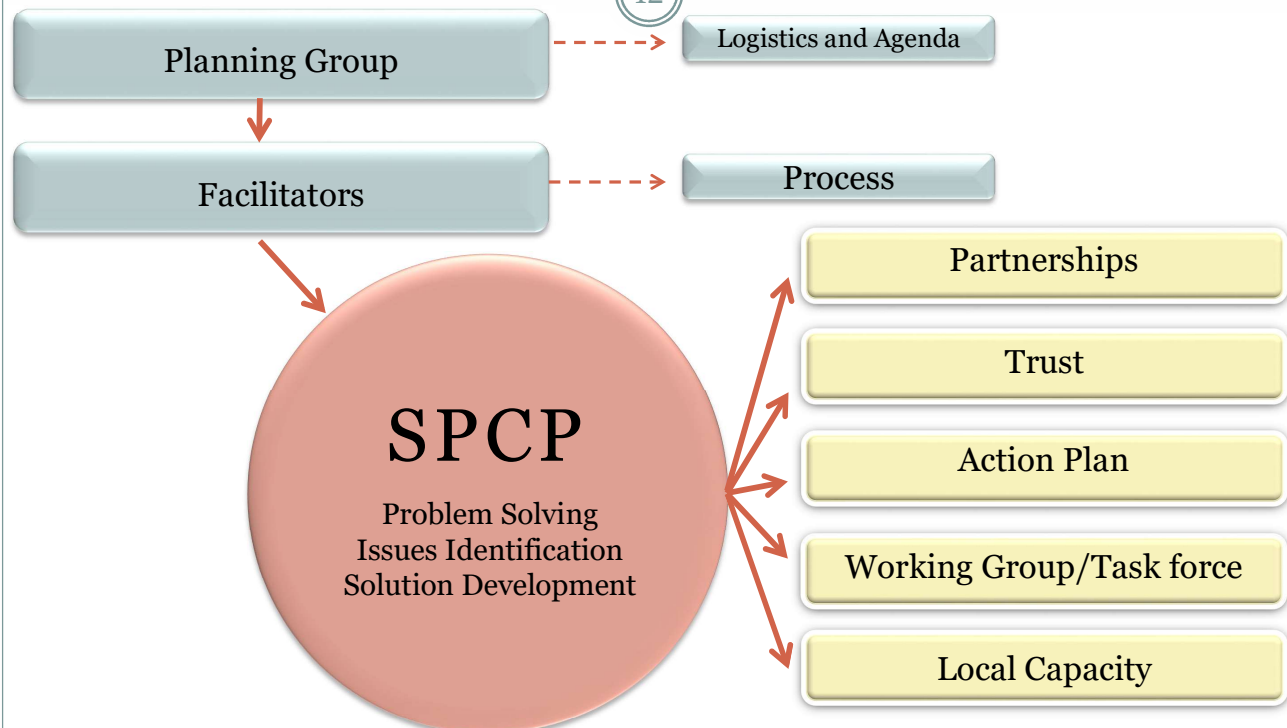 12
Planning Group
Logistics and Agenda
Facilitators
Process
SPCP
Problem Solving
Issues Identification
Solution Development
Partnerships
Trust
Action Plan
Working Group/Task force
Local Capacity